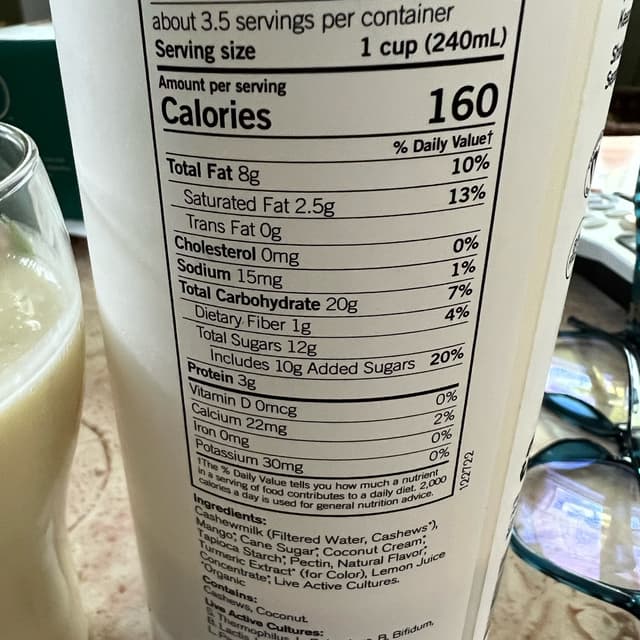 about 3.5 servings per container
Serving size 1 cup (240mL)
Amount per serving
Calories 160
% Daily Value†
Total Fat 8g 10%
Saturated Fat 2.5g 13%
Trans Fat 0g
Cholesterol 0mg 0%
Sodium 15mg 1%
Total Carbohydrate 20g 7%
Dietary Fiber 1g 4%
Total Sugars 12g
Includes 10g Added Sugars 20%
Protein 3g
Vitamin D 0mcg 0%
Calcium 22mg 2%
Iron 0mg 0%
Potassium 30mg 0%
†The % Daily Value tells you how much a nutrient
in a serving of food contributes to a daily diet. 2,000
calories a day is used for general nutrition advice.
122722
Ingredients:
Cashewmilk (Filtered Water, Cashews*),
Mango*, Cane Sugar*, Coconut Cream*,
Tapioca Starch*, Pectin, Natural Flavor,
Turmeric Extract* (for Color), Lemon Juice
Concentrate*, Live Active Cultures.
*Organic
Contains:
Cashews, Coconut.
Live Active Cultures:
Thermophilus, B. Bifidum,